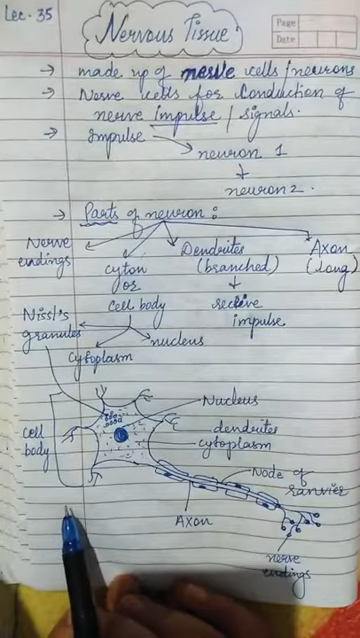 Lec. 35
Nervous Tissue:
Page
Date
→ made up of nerve cells/neurons
→ Nerve cells for Conduction of
nerve impulse / signals.
→ Impulse → neuron 1
↓
neuron 2.
→ Parts of neuron :
Nerve endings
cyton or Cell body
Dendrites (branched)
↓
receive impulse
Axon (long)
Nissl's granules
Cytoplasm
nucleus
Cell body
Nucleus
dendrites
cytoplasm
Node of ranvier
Axon
nerve endings